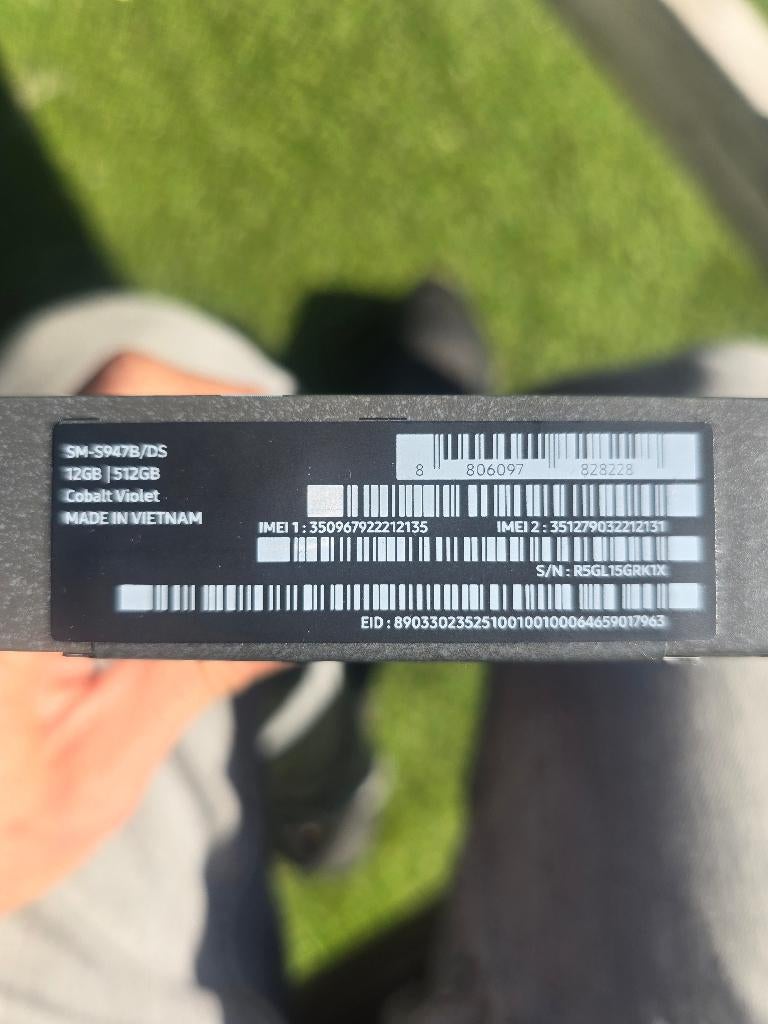 SM-S947B/DS
12GB | 512GB
Cobalt Violet
MADE IN VIETNAM
8 806097 828228
IMEI 1 : 350967922212135 IMEI 2 : 351279032212131
S/N : R5GL15GRK1X
EID : 89033023525100100100064659017963